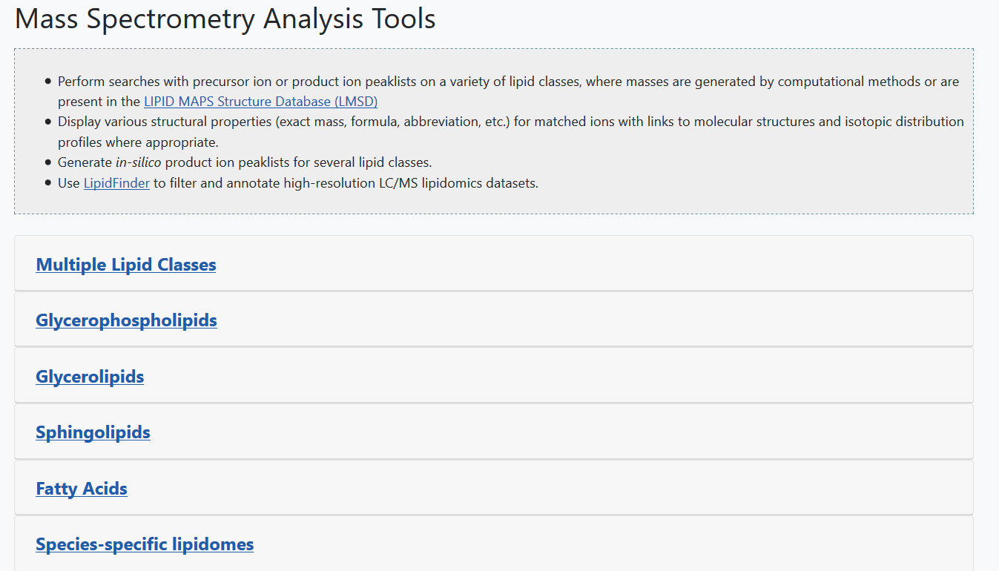 Mass Spectrometry Analysis Tools
• Perform searches with precursor ion or product ion peaklists on a variety of lipid classes, where masses are generated by computational methods or are
present in the LIPID MAPS Structure Database (LMSD)
• Display various structural properties (exact mass, formula, abbreviation, etc.) for matched ions with links to molecular structures and isotopic distribution
profiles where appropriate.
• Generate in-silico product ion peaklists for several lipid classes.
• Use LipidFinder to filter and annotate high-resolution LC/MS lipidomics datasets.
Multiple Lipid Classes
Glycerophospholipids
Glycerolipids
Sphingolipids
Fatty Acids
Species-specific lipidomes